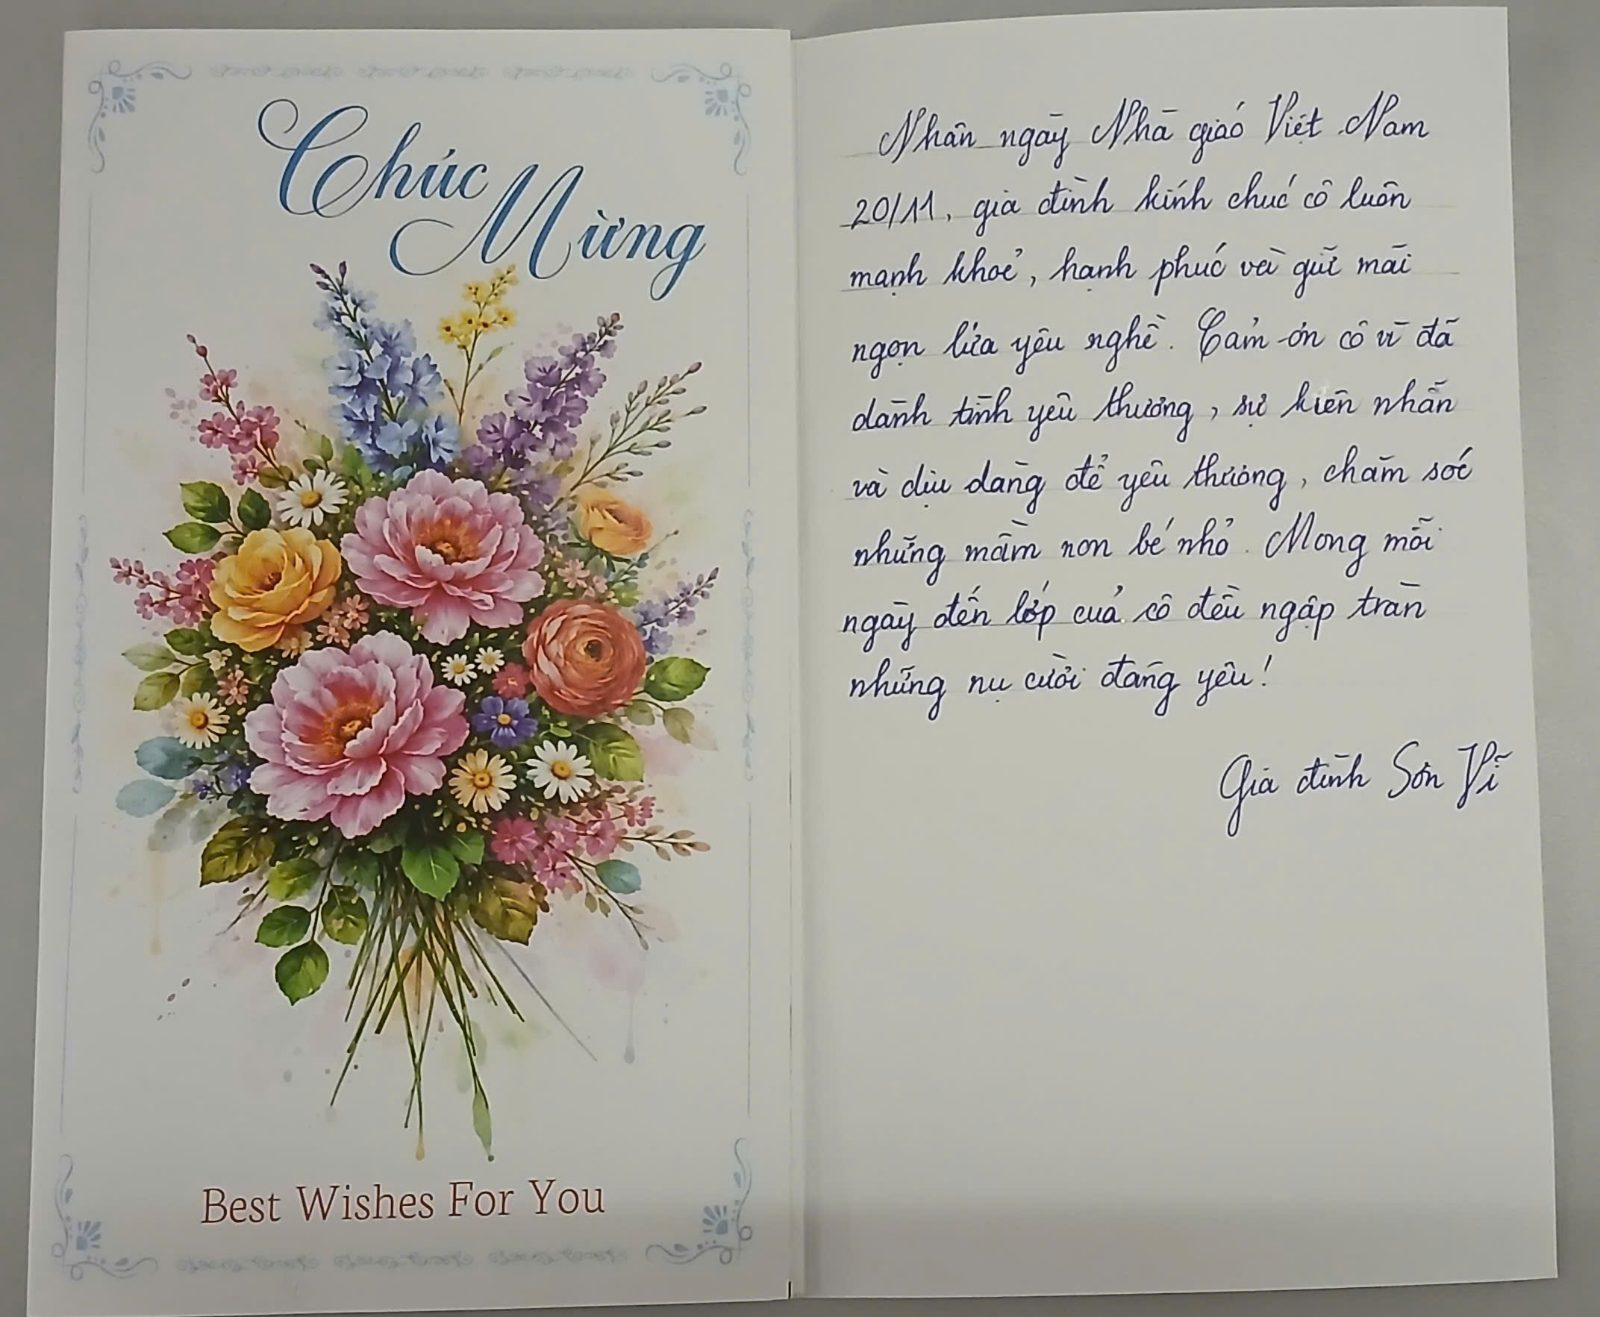 Chúc
Mừng
Best Wishes For You
Nhân ngày Nhà giáo Việt Nam
20/11, gia đình kính chúc cô luôn
mạnh khoẻ, hạnh phúc và giữ mãi
ngọn lửa yêu nghề. Cảm ơn cô vì đã
dành tình yêu thương, sự kiên nhẫn
và dịu dàng để yêu thương, chăm sóc
những mầm non bé nhỏ. Mong mỗi
ngày đến lớp của cô đều ngập tràn
những nụ cười đáng yêu!
Gia đình Sơn Vĩ